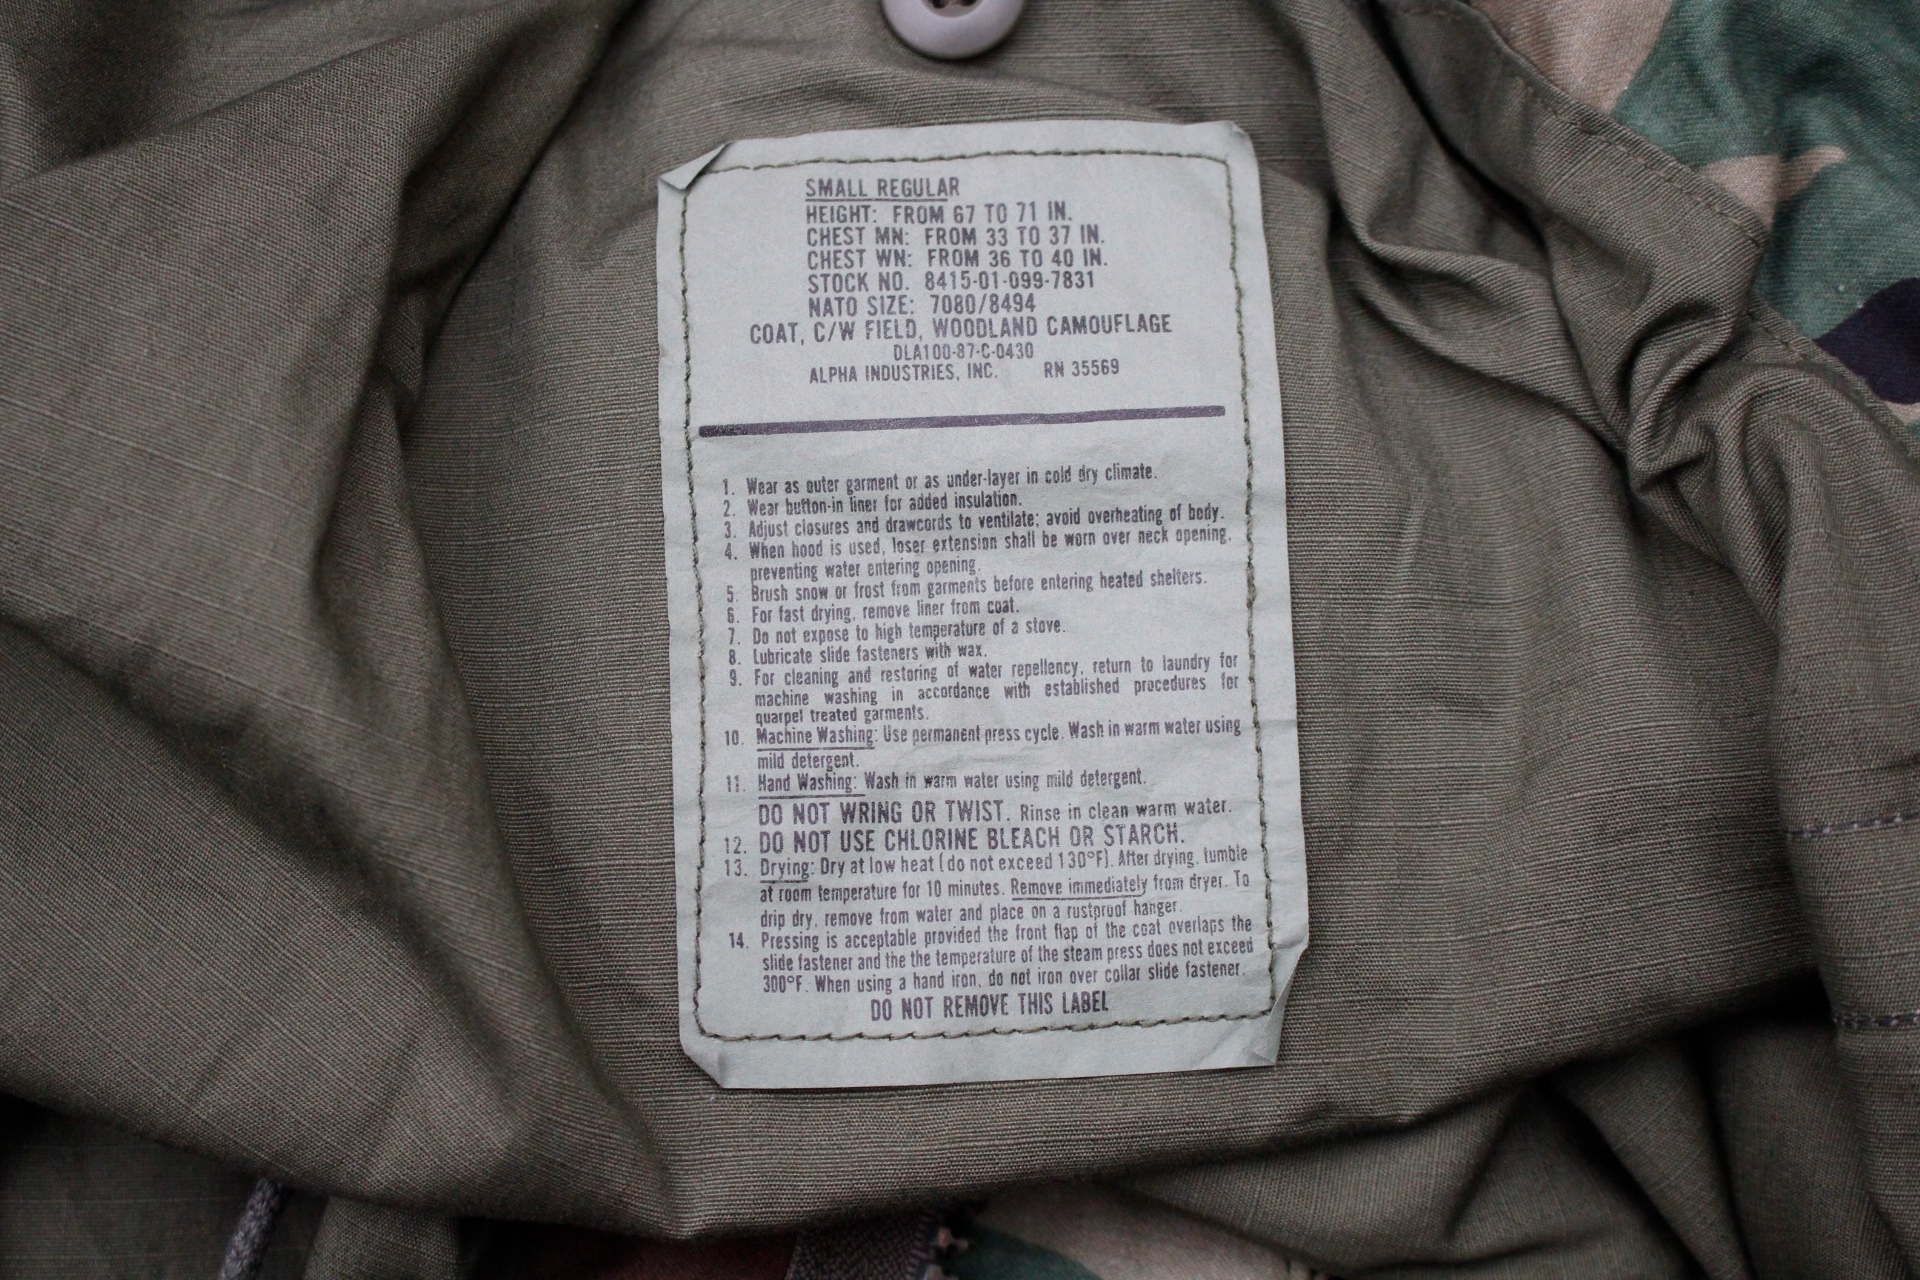 SMALL REGULAR
HEIGHT: FROM 67 TO 71 IN.
CHEST MN: FROM 33 TO 37 IN.
CHEST WN: FROM 36 TO 40 IN.
STOCK NO. 8415-01-099-7831
NATO SIZE: 7080/8494
COAT, C/W FIELD, WOODLAND CAMOUFLAGE
DLA100-87-C-0430
ALPHA INDUSTRIES, INC. RN 35569
1. Wear as outer garment or as under-layer in cold dry climate.
2. Wear button-in liner for added insulation.
3. Adjust closures and drawcords to ventilate; avoid overheating of body.
4. When hood is used, loser extension shall be worn over neck opening,
preventing water entering opening.
5. Brush snow or frost from garments before entering heated shelters.
6. For fast drying, remove liner from coat.
7. Do not expose to high temperature of a stove.
8. Lubricate slide fasteners with wax.
9. For cleaning and restoring of water repellency, return to laundry for
machine washing in accordance with established procedures for
quarpel treated garments.
10. Machine Washing: Use permanent press cycle. Wash in warm water using
mild detergent.
11. Hand Washing: Wash in warm water using mild detergent.
DO NOT WRING OR TWIST. Rinse in clean warm water.
12. DO NOT USE CHLORINE BLEACH OR STARCH.
13. Drying: Dry at low heat (do not exceed 130°F). After drying, tumble
at room temperature for 10 minutes. Remove immediately from dryer. To
drip dry, remove from water and place on a rustproof hanger.
14. Pressing is acceptable provided the front flap of the coat overlaps the
slide fastener and the the temperature of the steam press does not exceed
300°F. When using a hand iron, do not iron over collar slide fastener.
DO NOT REMOVE THIS LABEL